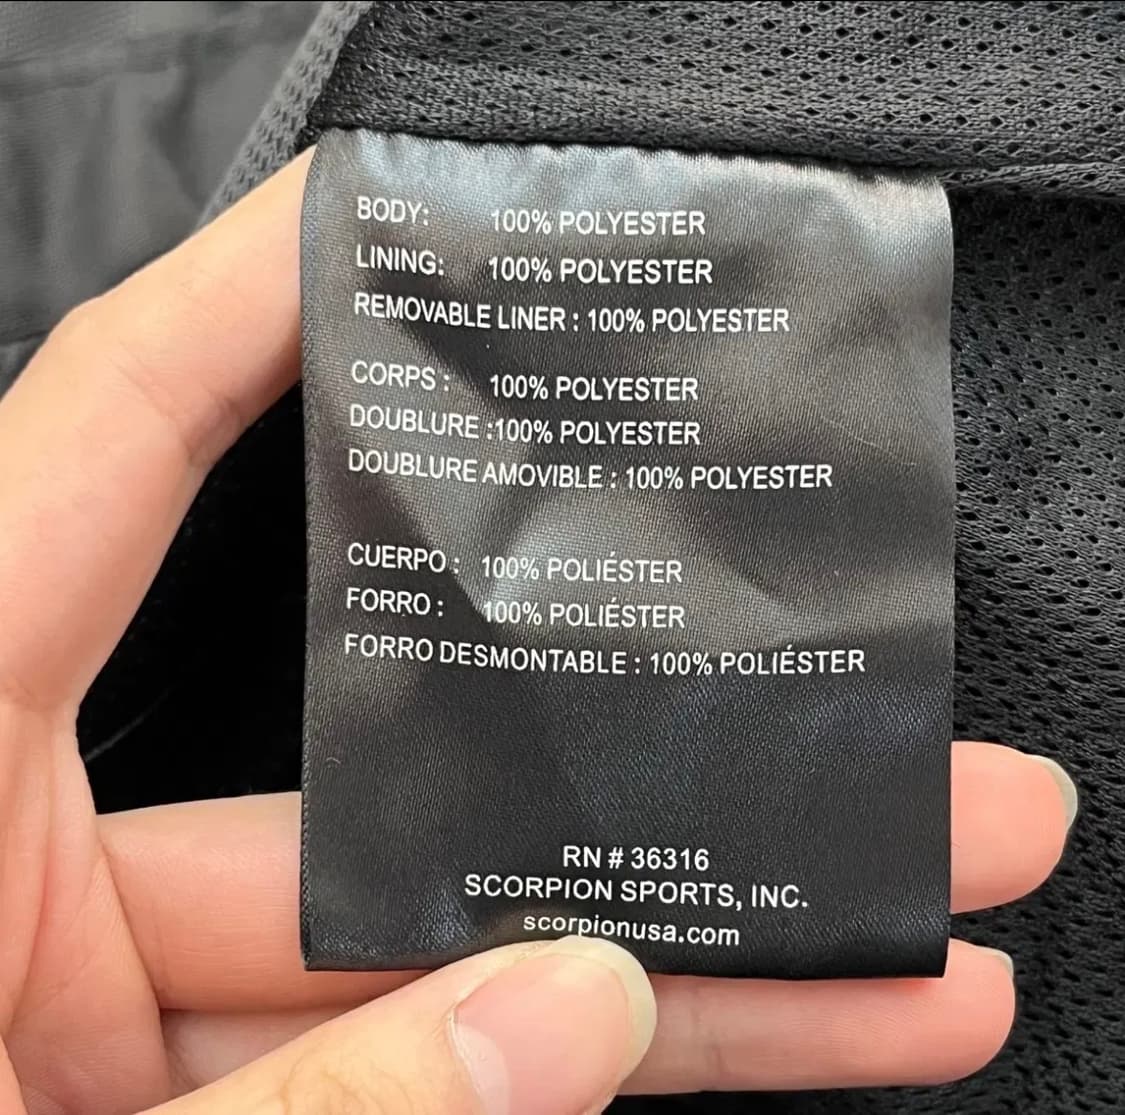 BODY: 100% POLYESTER
LINING: 100% POLYESTER
REMOVABLE LINER : 100% POLYESTER
CORPS : 100% POLYESTER
DOUBLURE :100% POLYESTER
DOUBLURE AMOVIBLE : 100% POLYESTER
CUERPO : 100% POLIÉSTER
FORRO : 100% POLIÉSTER
FORRO DESMONTABLE : 100% POLIÉSTER
RN # 36316
SCORPION SPORTS, INC.
scorpionusa.com